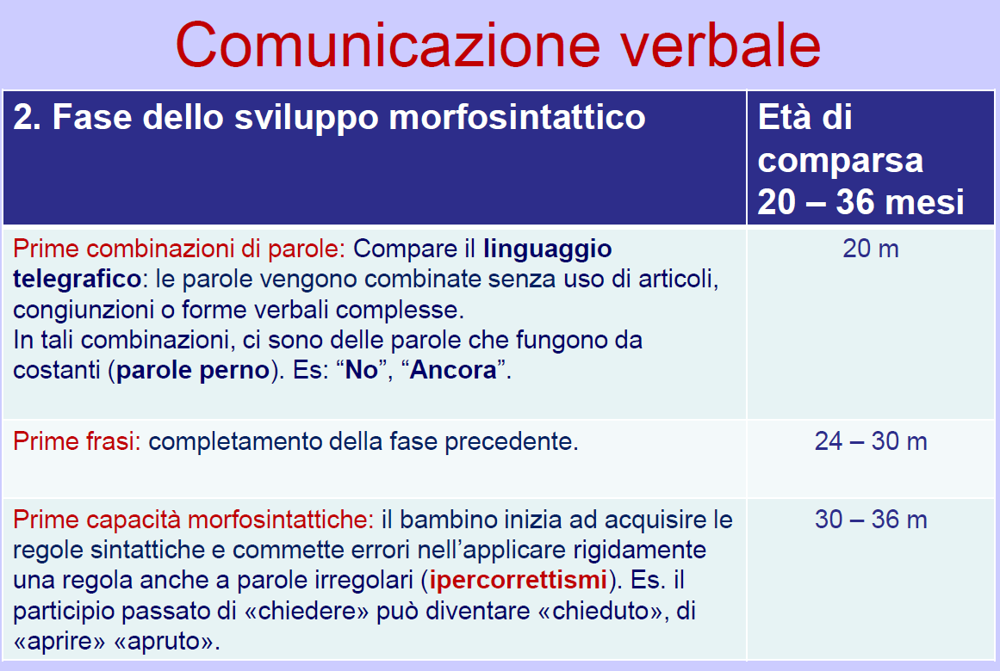 Comunicazione verbale
2. Fase dello sviluppo morfosintattico
Età di
comparsa
20 – 36 mesi
Prime combinazioni di parole: Compare il linguaggio
telegrafico: le parole vengono combinate senza uso di articoli,
congiunzioni o forme verbali complesse.
In tali combinazioni, ci sono delle parole che fungono da
costanti (parole perno). Es: “No”, “Ancora”.
20 m
Prime frasi: completamento della fase precedente.
24 – 30 m
Prime capacità morfosintattiche: il bambino inizia ad acquisire le
regole sintattiche e commette errori nell’applicare rigidamente
una regola anche a parole irregolari (ipercorrettismi). Es. il
participio passato di «chiedere» può diventare «chieduto», di
«aprire» «apruto».
30 – 36 m